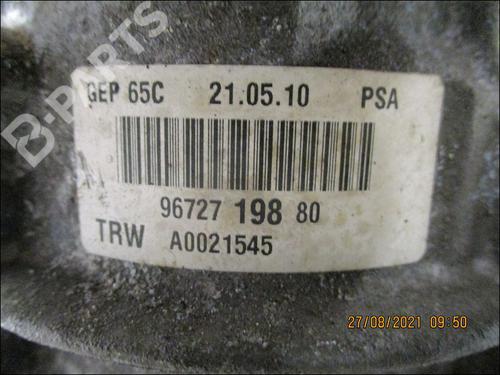 B-PARTS
GEP 65C 21.05.10 PSA
96727 198 80
TRW A0021545
27/08/2021 09:50